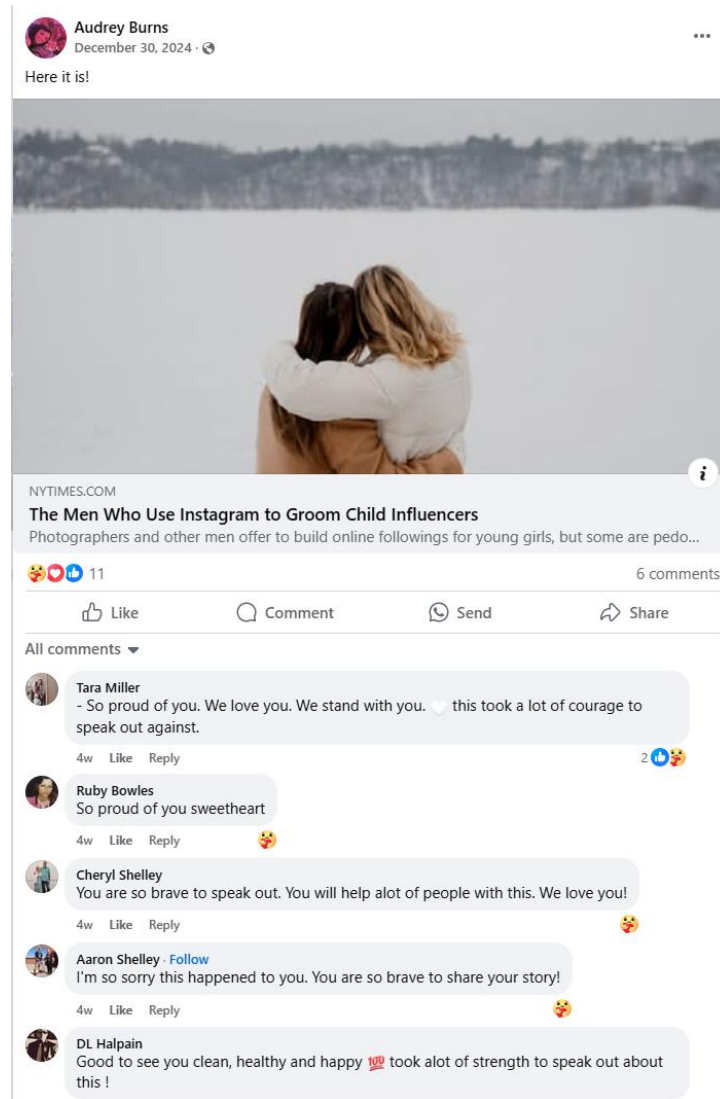 Audrey Burns
December 30, 2024 ·
Here it is!
NYTIMES.COM
The Men Who Use Instagram to Groom Child Influencers
Photographers and other men offer to build online followings for young girls, but some are pedo...
11
6 comments
Like Comment Send Share
All comments
Tara Miller
- So proud of you. We love you. We stand with you. 🤍 this took a lot of courage to
speak out against.
4w Like Reply 2
Ruby Bowles
So proud of you sweetheart
4w Like Reply
Cheryl Shelley
You are so brave to speak out. You will help alot of people with this. We love you!
4w Like Reply
Aaron Shelley · Follow
I'm so sorry this happened to you. You are so brave to share your story!
4w Like Reply
DL Halpain
Good to see you clean, healthy and happy 💯 took alot of strength to speak out about
this !